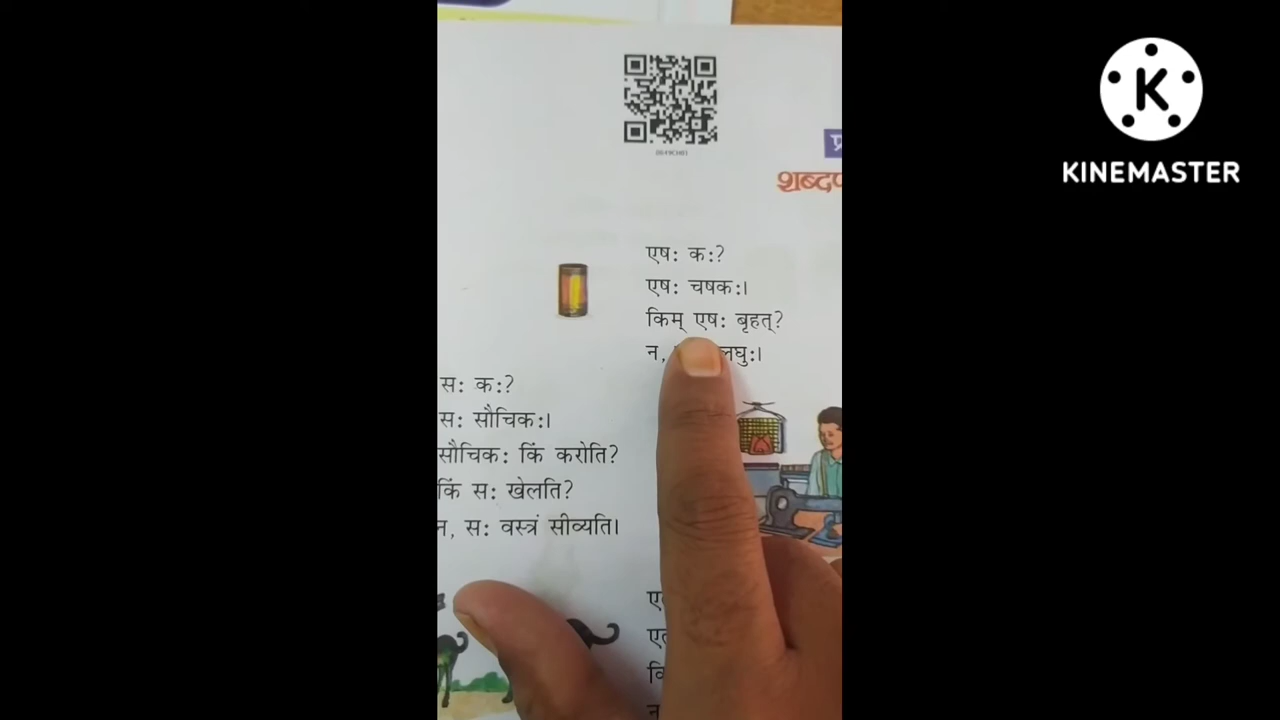 KINEMASTER
एषः कः?
एषः चषकः।
किम् एषः बृहत्?
न, लघुः।
सः कः?
सः सौचिकः।
सौचिकः किं करोति?
किं सः खेलति?
न, सः वस्त्रं सीव्यति।